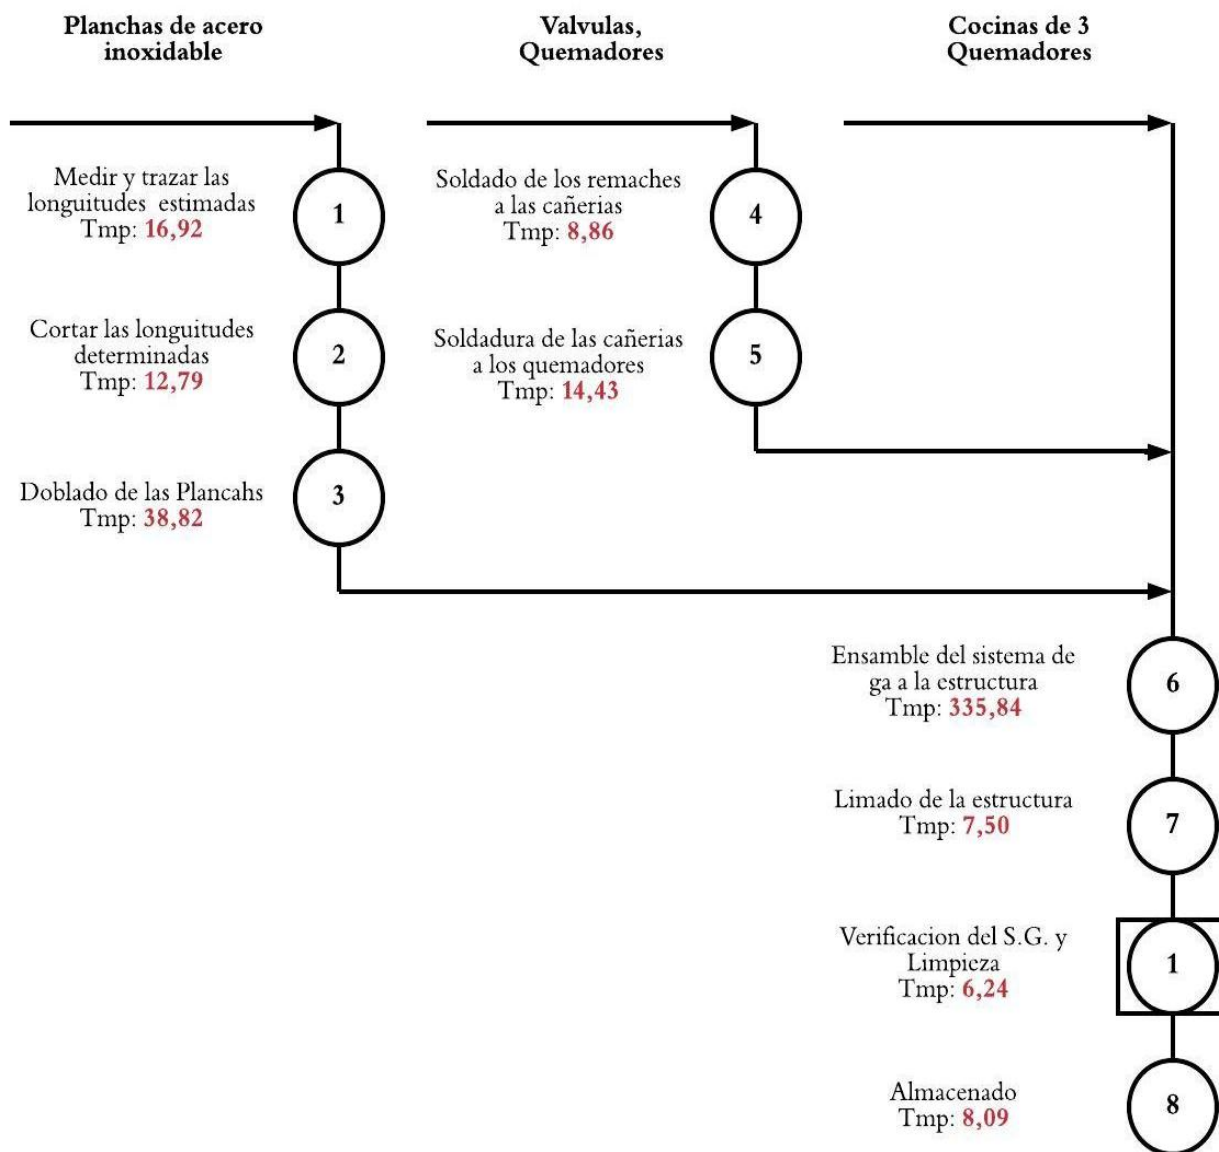 Planchas de acero
inoxidable
Medir y trazar las
longuitudes estimadas
Tmp: 16,92
1
Cortar las longuitudes
determinadas
Tmp: 12,79
2
Doblado de las Plancahs
Tmp: 38,82
3
Valvulas,
Quemadores
Soldado de los remaches
a las cañerias
Tmp: 8,86
4
Soldadura de las cañerias
a los quemadores
Tmp: 14,43
5
Cocinas de 3
Quemadores
Ensamble del sistema de
ga a la estructura
Tmp: 335,84
6
Limado de la estructura
Tmp: 7,50
7
Verificacion del S.G. y
Limpieza
Tmp: 6,24
1
Almacenado
Tmp: 8,09
8